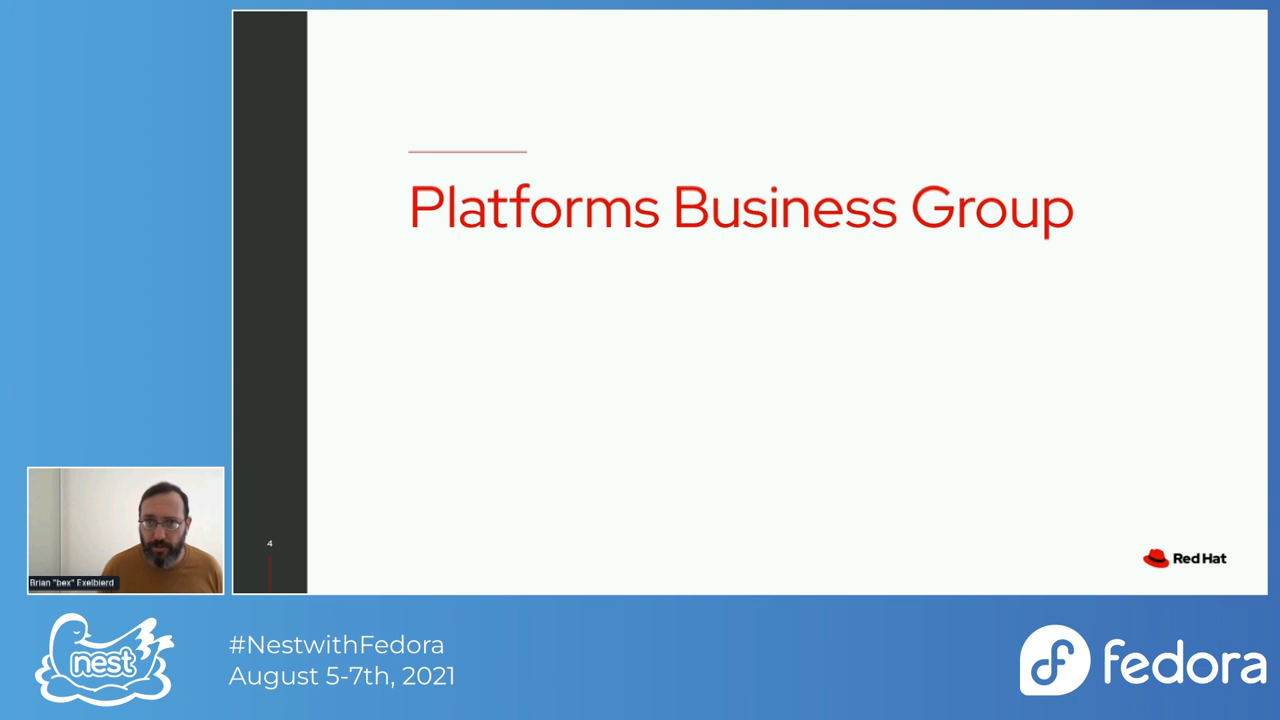 Platforms Business Group
4
Red Hat
Brian "bex" Exelbierd
nest
#NestwithFedora
August 5-7th, 2021
fedora